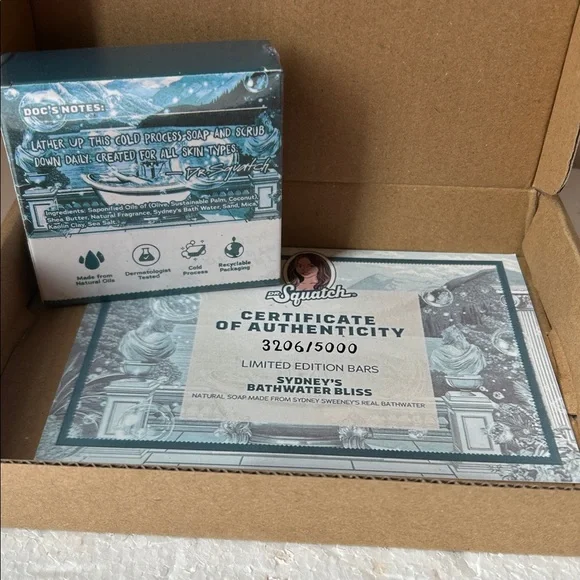 DOC'S NOTES:
LATHER UP THIS COLD PROCESS SOAP AND SCRUB
DOWN DAILY. CREATED FOR ALL SKIN TYPES.
— DR. SQUATCH
Ingredients: Saponified Oils of (Olive, Sustainable Palm, Coconut),
Shea Butter, Natural Fragrance, Sydney's Bath Water, Sand, Mica,
Kaolin Clay, Sea Salt
Made from
Natural Oils
Dermatologist
Tested
Cold
Process
Recyclable
Packaging
Squatch
CERTIFICATE
OF AUTHENTICITY
3206/5000
LIMITED EDITION BARS
SYDNEY'S
BATHWATER BLISS
NATURAL SOAP MADE FROM SYDNEY SWEENEY'S REAL BATHWATER